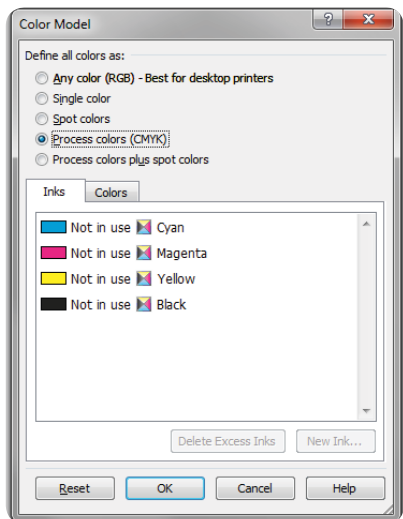 Color Model
Define all colors as:
Any color (RGB) - Best for desktop printers
Single color
Spot colors
Process colors (CMYK)
Process colors plus spot colors
Inks Colors
Not in use Cyan
Not in use Magenta
Not in use Yellow
Not in use Black
Delete Excess Inks New Ink...
Reset OK Cancel Help